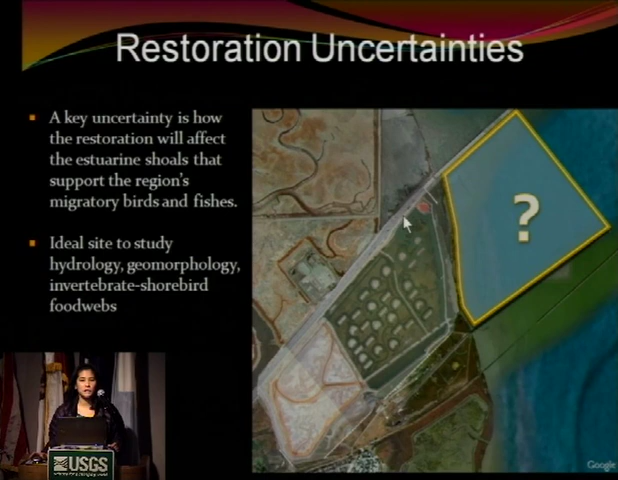 Restoration Uncertainties
A key uncertainty is how
the restoration will affect
the estuarine shoals that
support the region's
migratory birds and fishes.
Ideal site to study
hydrology, geomorphology,
invertebrate-shorebird
foodwebs
?
USGS
Google